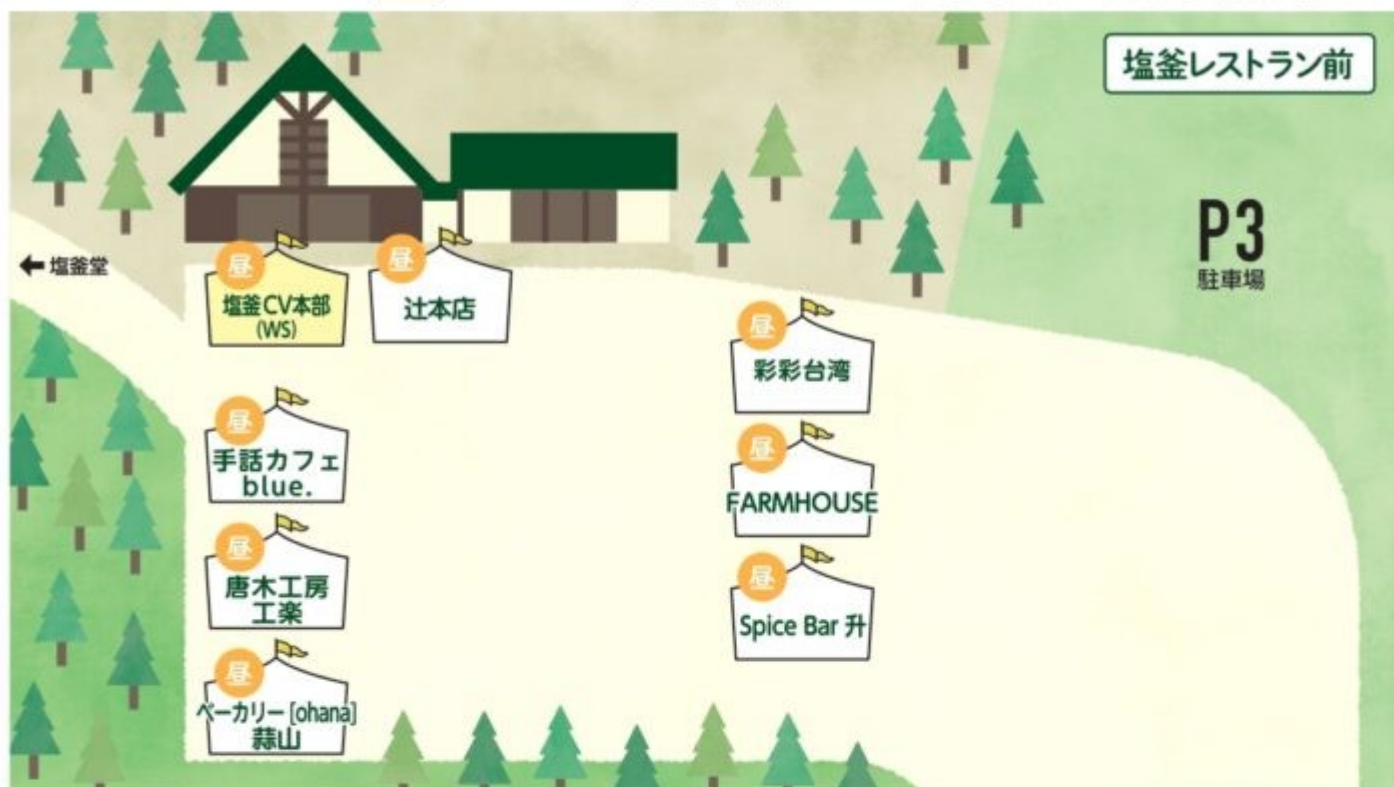 塩釜レストラン前
P3
駐車場
← 塩釜堂
昼
塩釜CV本部
(WS)
昼
辻本店
昼
彩彩台湾
昼
手話カフェ
blue.
昼
FARMHOUSE
昼
唐木工房
工楽
昼
Spice Bar 升
昼
ベーカリー [ohana]
蒜山